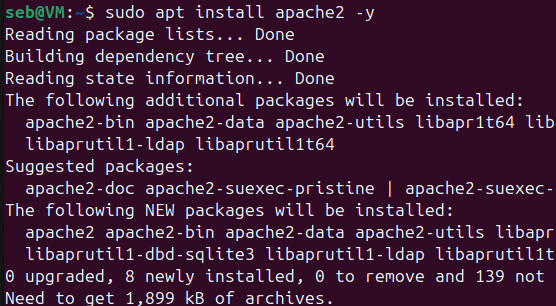 seb@VM:~$ sudo apt install apache2 -y
Reading package lists... Done
Building dependency tree... Done
Reading state information... Done
The following additional packages will be installed:
  apache2-bin apache2-data apache2-utils libapr1t64 lib
  libaprutil1-ldap libaprutil1t64
Suggested packages:
  apache2-doc apache2-suexec-pristine | apache2-suexec-
The following NEW packages will be installed:
  apache2 apache2-bin apache2-data apache2-utils libapr
  libaprutil1-dbd-sqlite3 libaprutil1-ldap libaprutil1t
0 upgraded, 8 newly installed, 0 to remove and 139 not
Need to get 1,899 kB of archives.